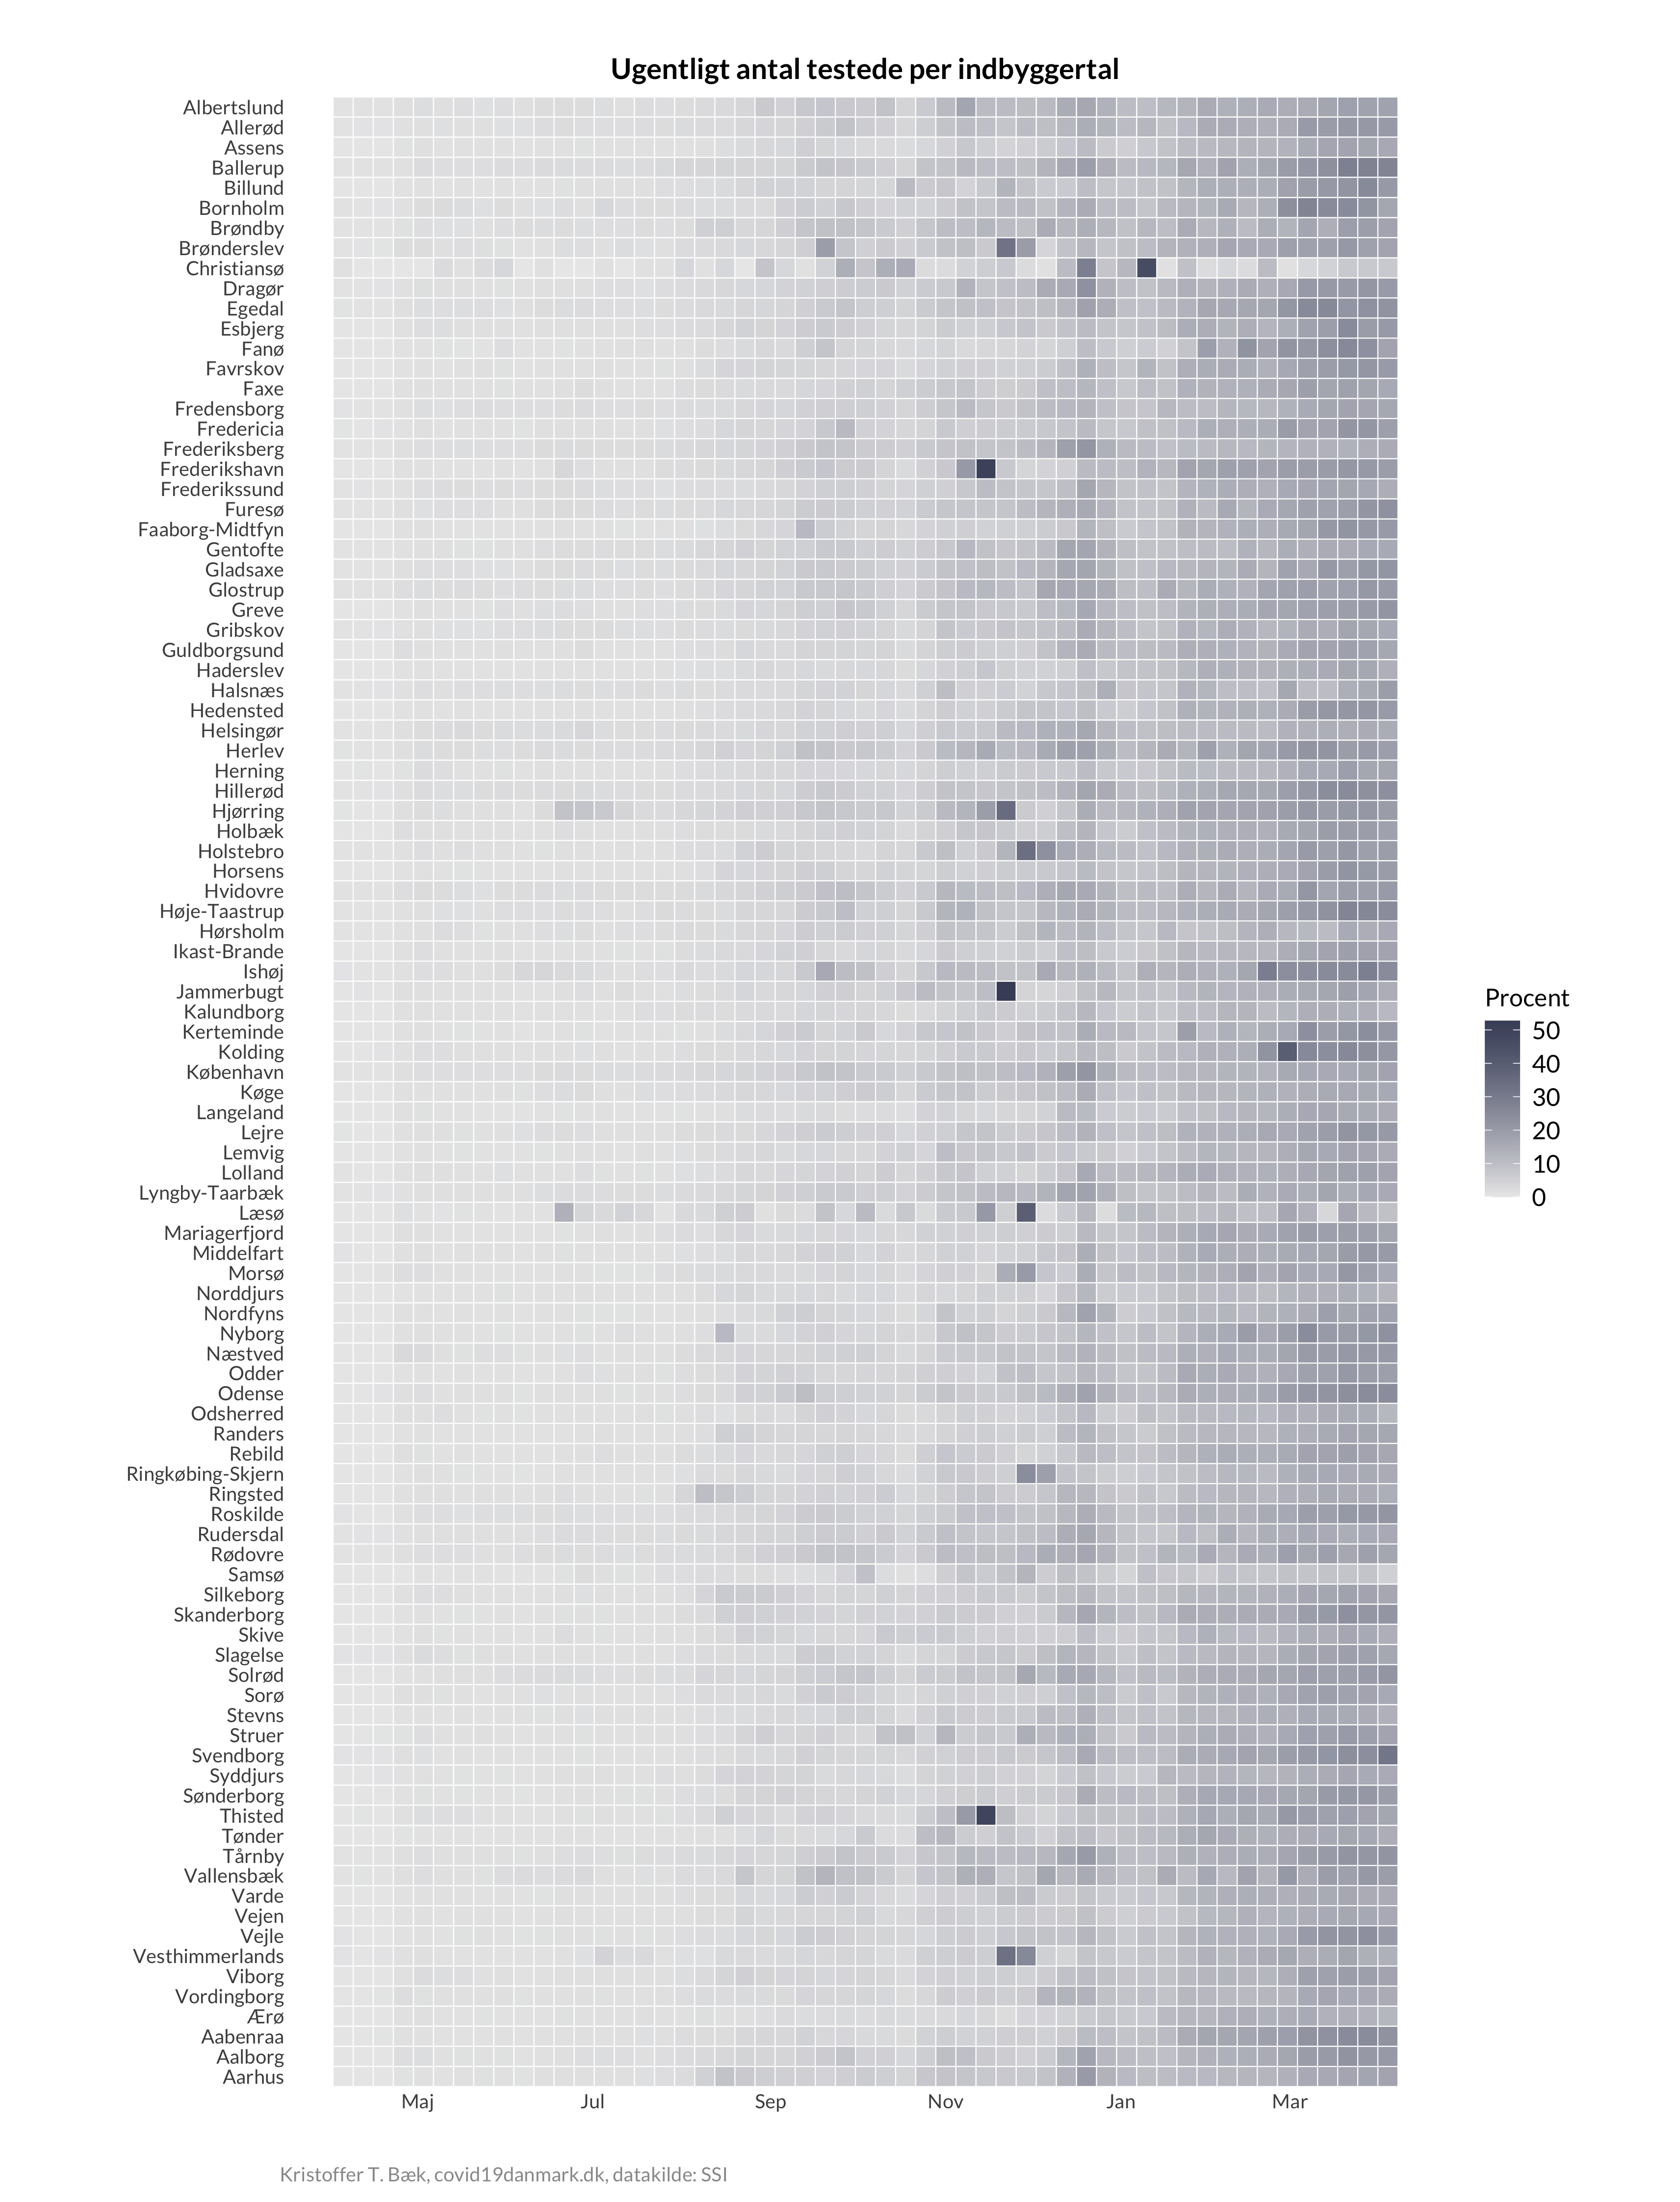 Ugentligt antal testede per indbyggertal
Albertslund
Allerød
Assens
Ballerup
Billund
Bornholm
Brøndby
Brønderslev
Christiansø
Dragør
Egedal
Esbjerg
Fanø
Favrskov
Faxe
Fredensborg
Fredericia
Frederiksberg
Frederikshavn
Frederikssund
Furesø
Faaborg-Midtfyn
Gentofte
Gladsaxe
Glostrup
Greve
Gribskov
Guldborgsund
Haderslev
Halsnæs
Hedensted
Helsingør
Herlev
Herning
Hillerød
Hjørring
Holbæk
Holstebro
Horsens
Hvidovre
Høje-Taastrup
Hørsholm
Ikast-Brande
Ishøj
Jammerbugt
Kalundborg
Kerteminde
Kolding
København
Køge
Langeland
Lejre
Lemvig
Lolland
Lyngby-Taarbæk
Læsø
Mariagerfjord
Middelfart
Morsø
Norddjurs
Nordfyns
Nyborg
Næstved
Odder
Odense
Odsherred
Randers
Rebild
Ringkøbing-Skjern
Ringsted
Roskilde
Rudersdal
Rødovre
Samsø
Silkeborg
Skanderborg
Skive
Slagelse
Solrød
Sorø
Stevns
Struer
Svendborg
Syddjurs
Sønderborg
Thisted
Tønder
Tårnby
Vallensbæk
Varde
Vejen
Vejle
Vesthimmerlands
Viborg
Vordingborg
Ærø
Aabenraa
Aalborg
Aarhus
Maj Jul Sep Nov Jan Mar
Procent
50
40
30
20
10
0
Kristoffer T. Bæk, covid19danmark.dk, datakilde: SSI